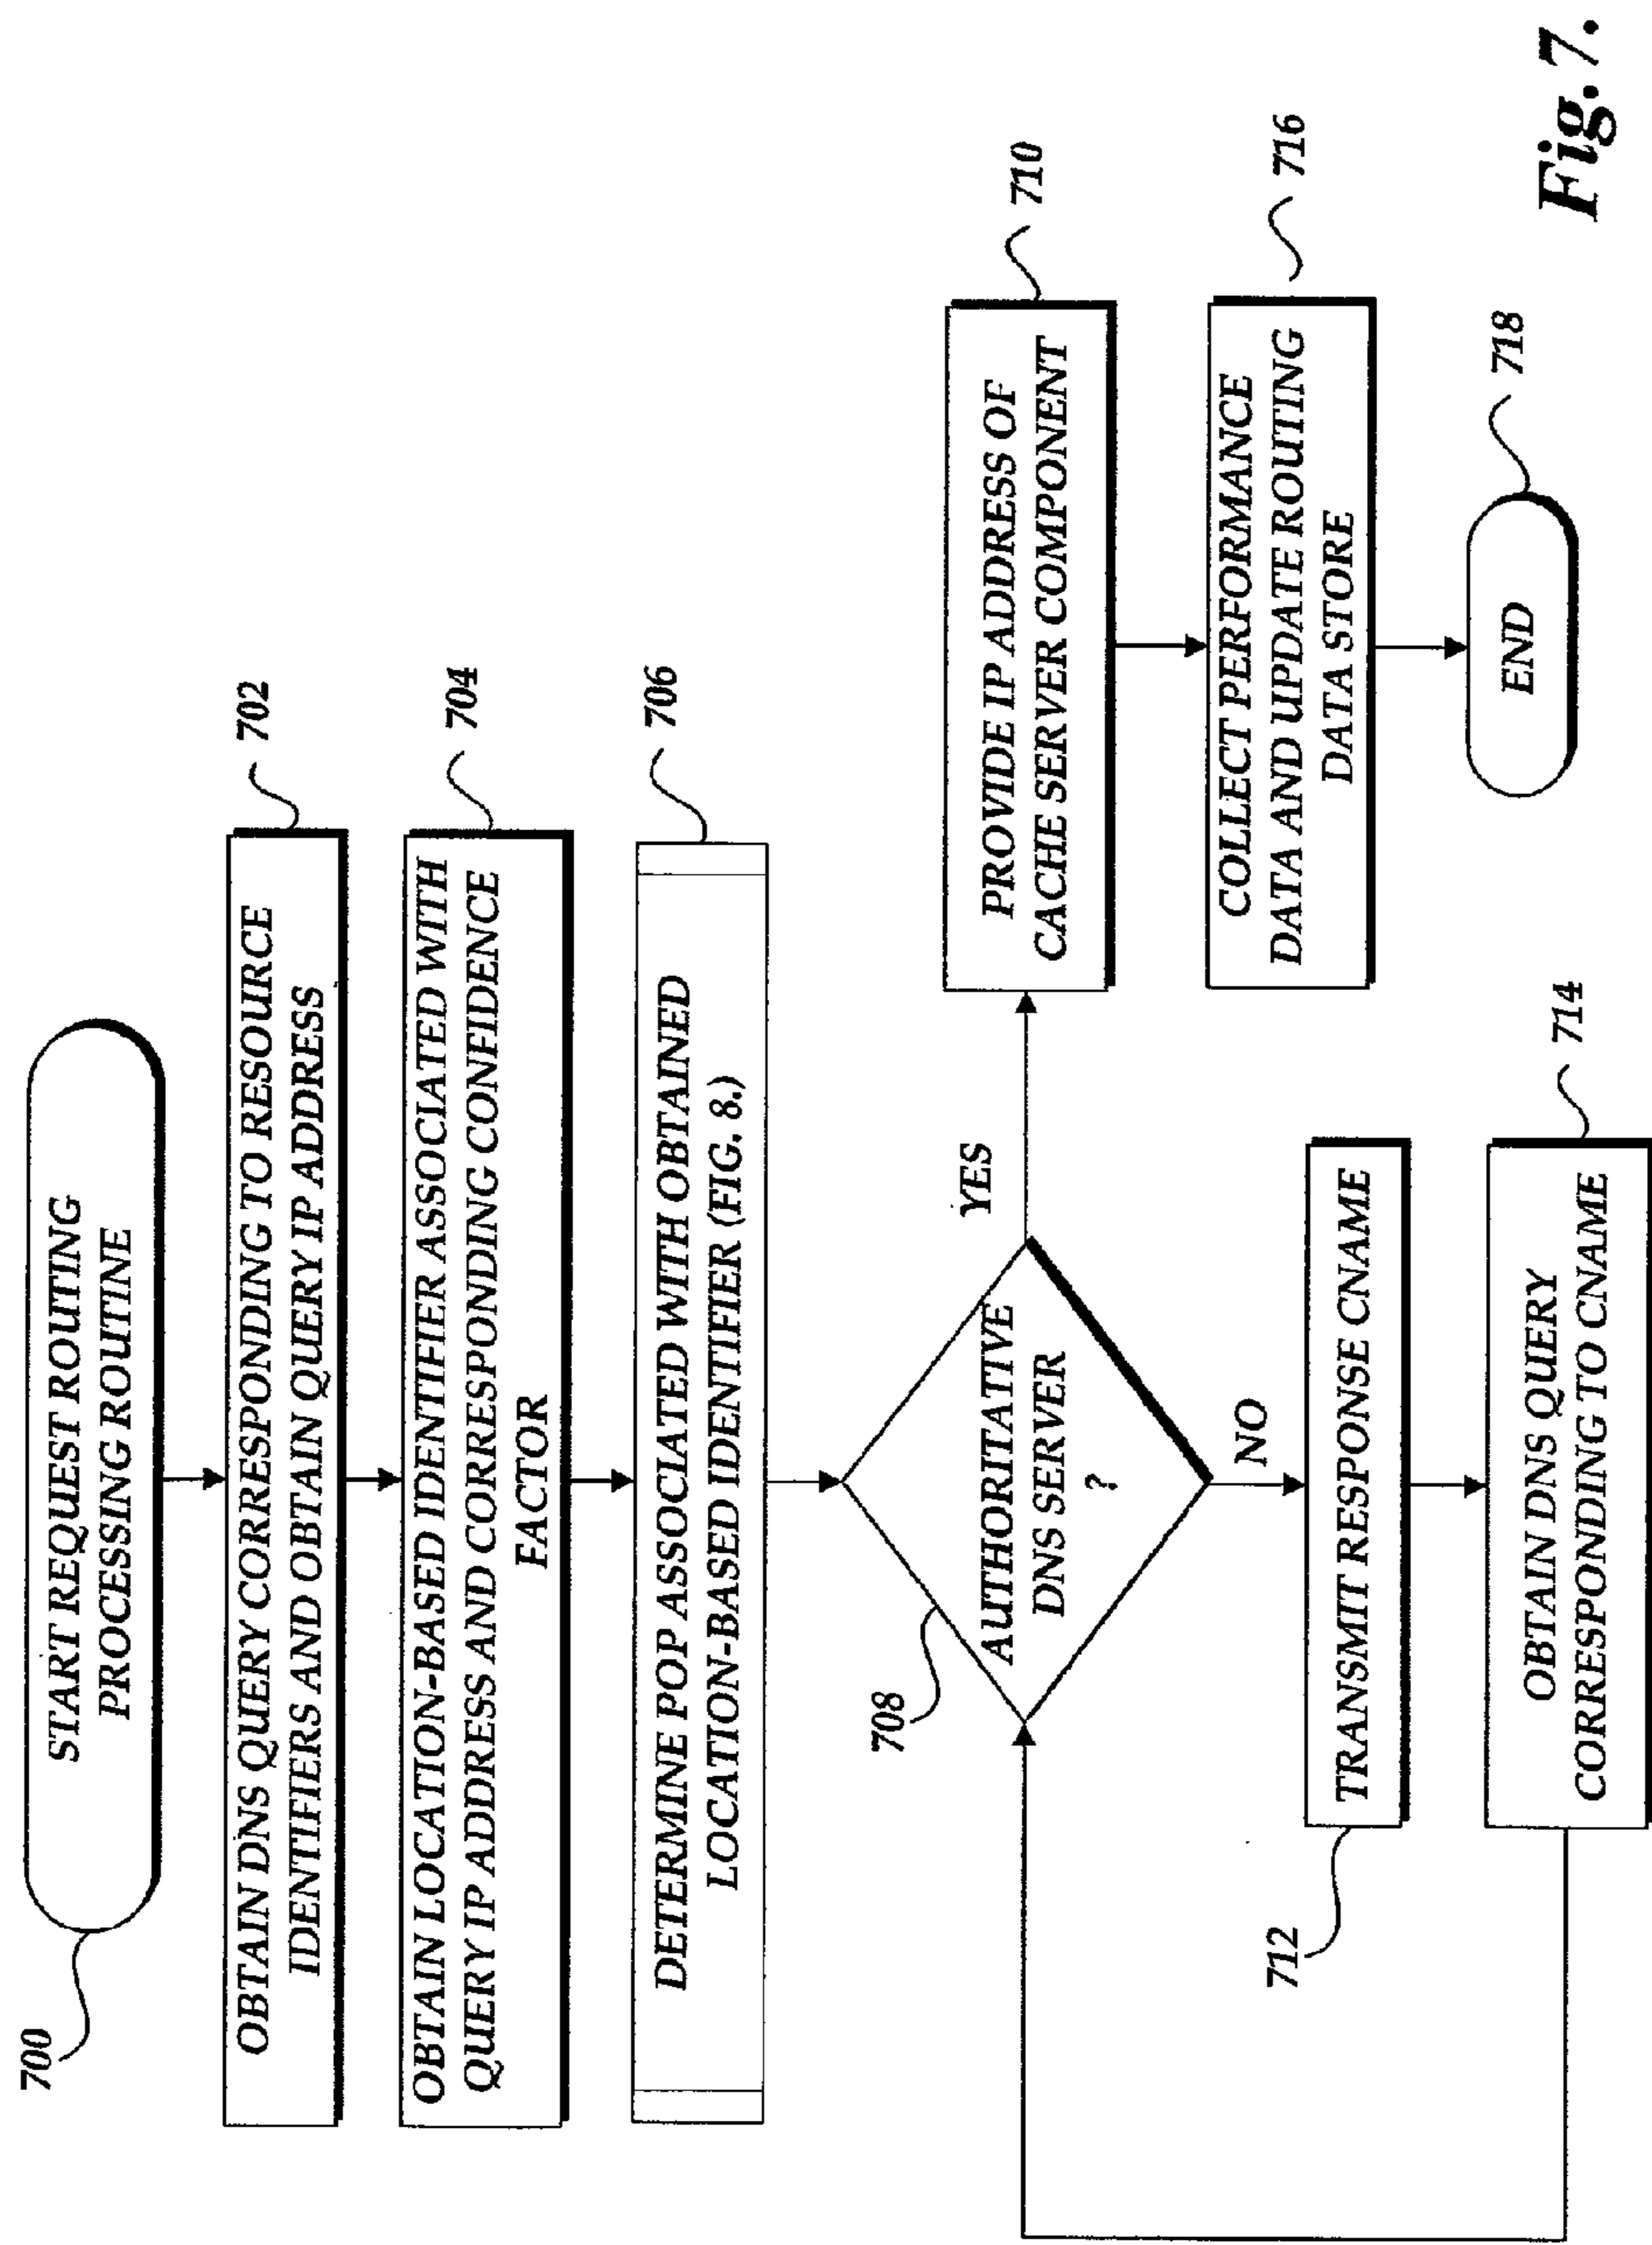 700
START REQUEST ROUTING
PROCESSING ROUTINE
702
OBTAIN DNS QUERY CORRESPONDING TO RESOURCE
IDENTIFIERS AND OBTAIN QUERY IP ADDRESS
704
OBTAIN LOCATION-BASED IDENTIFIER ASSOCIATED WITH
QUERY IP ADDRESS AND CORRESPONDING CONFIDENCE
FACTOR
706
DETERMINE POP ASSOCIATED WITH OBTAINED
LOCATION-BASED IDENTIFIER (FIG. 8.)
708
AUTHORITATIVE
DNS SERVER
?
YES
710
PROVIDE IP ADDRESS OF
CACHE SERVER COMPONENT
NO
712
TRANSMIT RESPONSE CNAME
716
COLLECT PERFORMANCE
DATA AND UPDATE ROUTING
DATA STORE
714
OBTAIN DNS QUERY
CORRESPONDING TO CNAME
718
END
Fig.7.